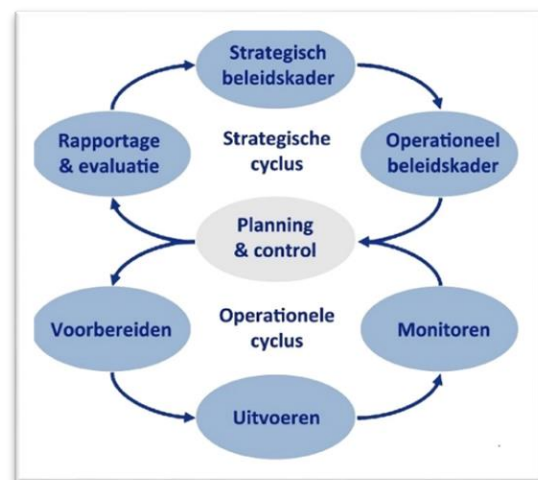 Strategisch
beleidskader
Rapportage
& evaluatie
Strategische
cyclus
Operationeel
beleidskader
Planning
& control
Voorbereiden
Operationele
cyclus
Monitoren
Uitvoeren